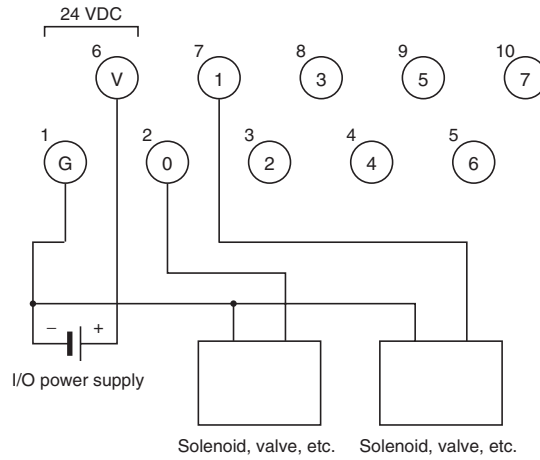 24 VDC
6 7 8 9 10
V 1 3 5 7
1 2 3 4 5
G 0 2 4 6
− +
I/O power supply
Solenoid, valve, etc. Solenoid, valve, etc.